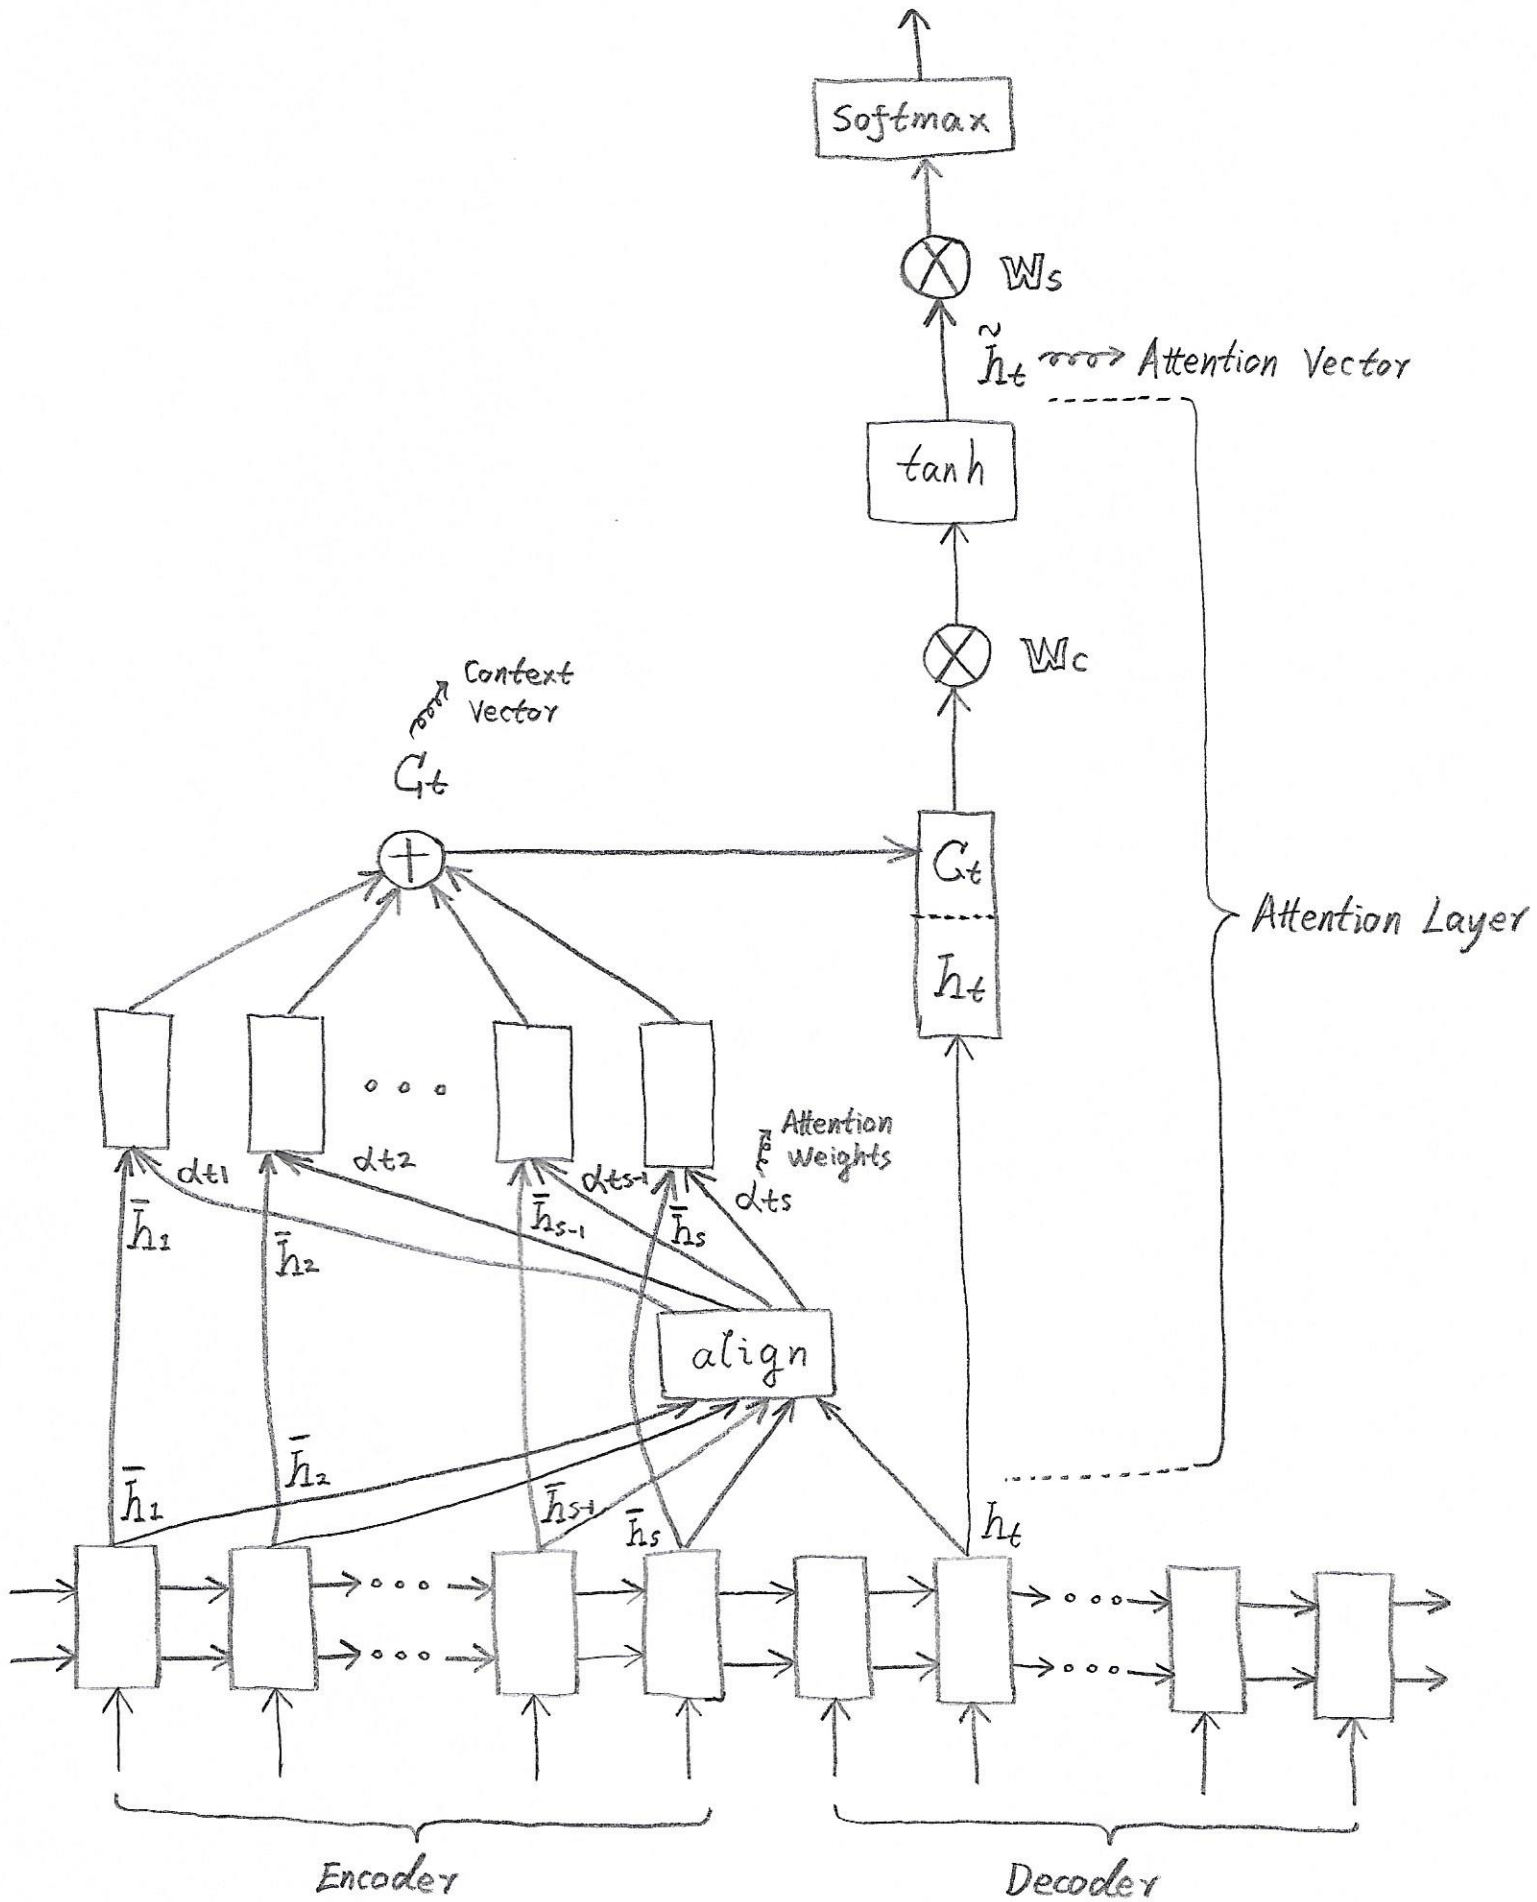 Softmax
Ws
h̃t → Attention Vector
tanh
Wc
Context
Vector
Ct
Ct
ht
Attention Layer
Attention
Weights
αt1
αt2
αts-1
αts
h̄1
h̄2
h̄s-1
h̄s
align
h̄1
h̄2
h̄s-1
h̄s
ht
Encoder
Decoder